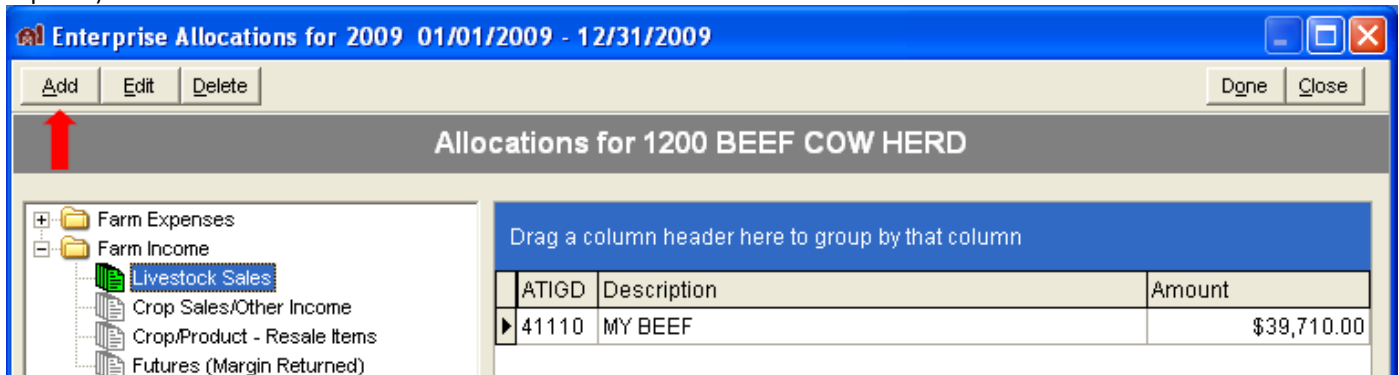 Enterprise Allocations for 2009 01/01/2009 - 12/31/2009
Add Edit Delete Done Close
Allocations for 1200 BEEF COW HERD
Farm Expenses
Farm Income
Livestock Sales
Crop Sales/Other Income
Crop/Product - Resale Items
Futures (Margin Returned)
Drag a column header here to group by that column
ATIGD Description Amount
41110 MY BEEF $39,710.00